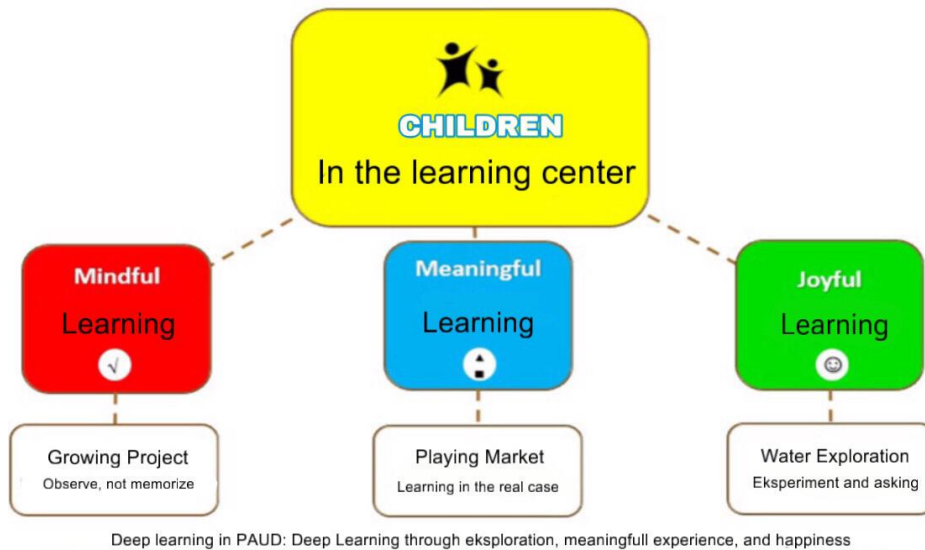 CHILDREN
In the learning center
Mindful
Learning
√
Meaningful
Learning
Joyful
Learning
Growing Project
Observe, not memorize
Playing Market
Learning in the real case
Water Exploration
Eksperiment and asking
Deep learning in PAUD: Deep Learning through eksploration, meaningfull experience, and happiness